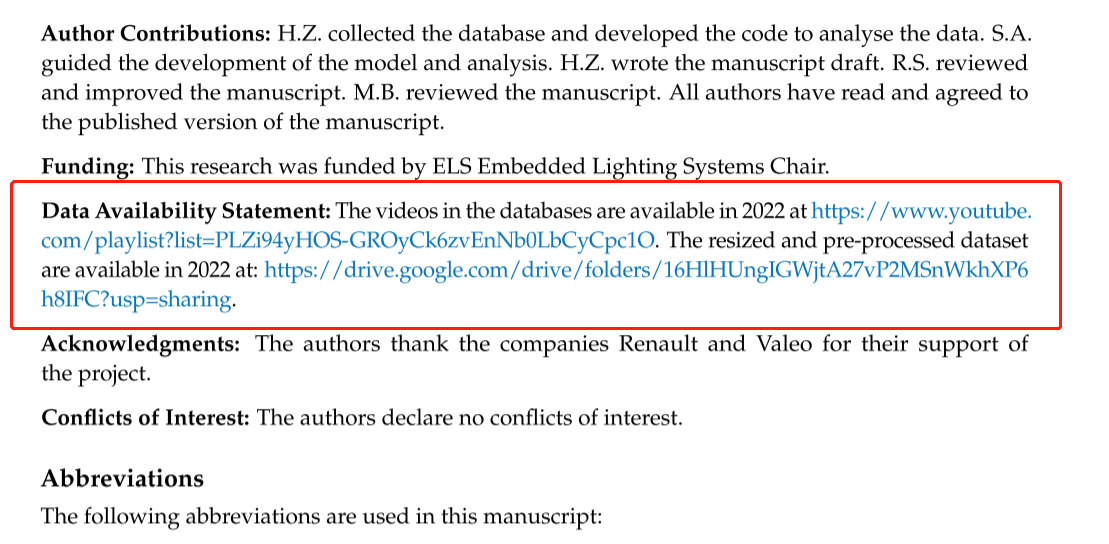 Author Contributions: H.Z. collected the database and developed the code to analyse the data. S.A.
guided the development of the model and analysis. H.Z. wrote the manuscript draft. R.S. reviewed
and improved the manuscript. M.B. reviewed the manuscript. All authors have read and agreed to
the published version of the manuscript.
Funding: This research was funded by ELS Embedded Lighting Systems Chair.
Data Availability Statement: The videos in the databases are available in 2022 at https://www.youtube.
com/playlist?list=PLZi94yHOS-GROyCk6zvEnNb0LbCyCpc1O. The resized and pre-processed dataset
are available in 2022 at: https://drive.google.com/drive/folders/16HlHUngIGWjtA27vP2MSnWkhXP6
h8IFC?usp=sharing.
Acknowledgments: The authors thank the companies Renault and Valeo for their support of
the project.
Conflicts of Interest: The authors declare no conflicts of interest.
Abbreviations
The following abbreviations are used in this manuscript: